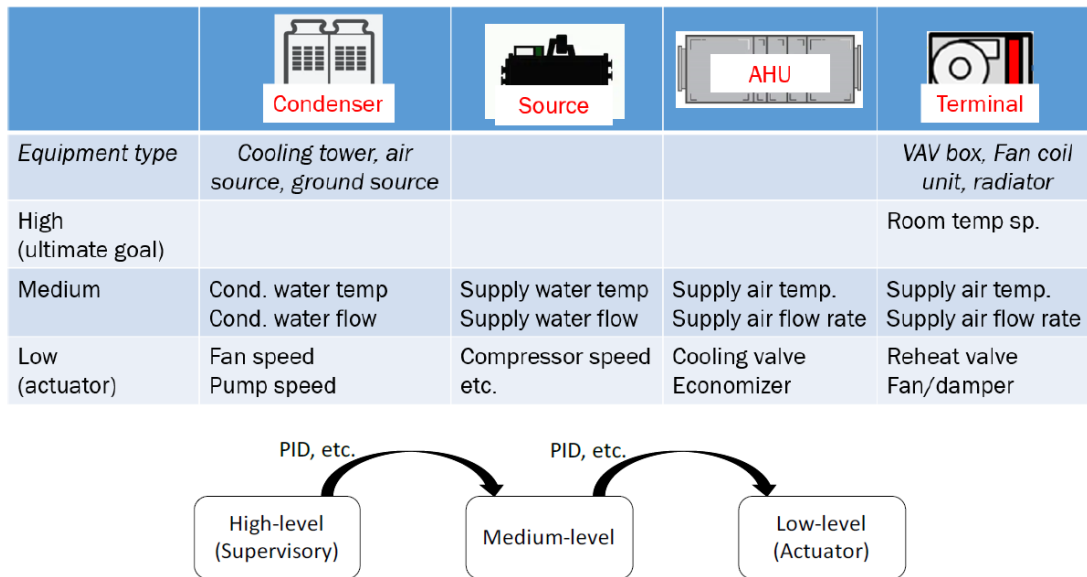 Condenser
Source
AHU
Terminal
Equipment type
Cooling tower, air
source, ground source
VAV box, Fan coil
unit, radiator
High
(ultimate goal)
Room temp sp.
Medium
Cond. water temp
Cond. water flow
Supply water temp
Supply water flow
Supply air temp.
Supply air flow rate
Supply air temp.
Supply air flow rate
Low
(actuator)
Fan speed
Pump speed
Compressor speed
etc.
Cooling valve
Economizer
Reheat valve
Fan/damper
PID, etc.
PID, etc.
High-level
(Supervisory)
Medium-level
Low-level
(Actuator)